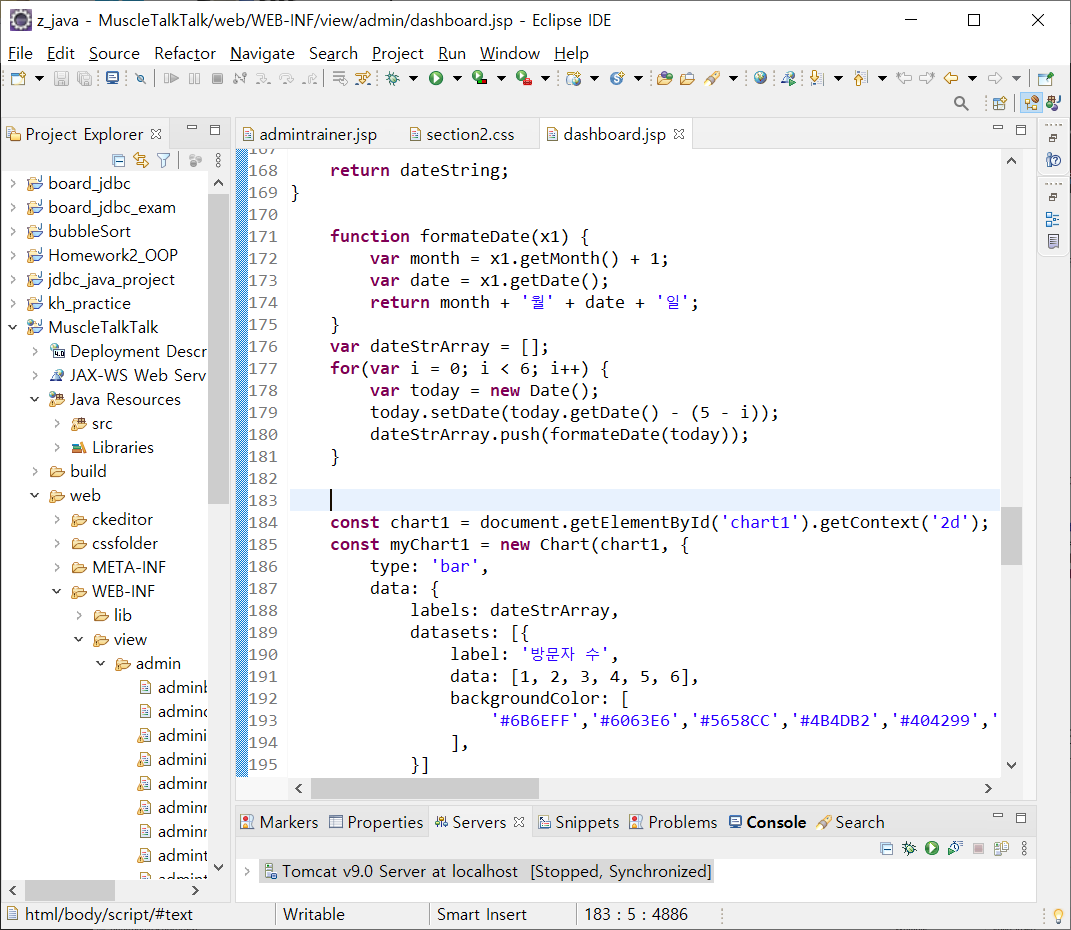 z_java - MuscleTalkTalk/web/WEB-INF/view/admin/dashboard.jsp - Eclipse IDE
File Edit Source Refactor Navigate Search Project Run Window Help
Project Explorer
board_jdbc
board_jdbc_exam
bubbleSort
Homework2_OOP
jdbc_java_project
kh_practice
MuscleTalkTalk
Deployment Descr
JAX-WS Web Serv
Java Resources
src
Libraries
build
web
ckeditor
cssfolder
META-INF
WEB-INF
lib
view
admin
admini
admini
admint
admintrainer.jsp section2.css dashboard.jsp
167
168 return dateString;
169 }
170
171 function formateDate(x1) {
172 var month = x1.getMonth() + 1;
173 var date = x1.getDate();
174 return month + '월' + date + '일';
175 }
176 var dateStrArray = [];
177 for(var i = 0; i < 6; i++) {
178 var today = new Date();
179 today.setDate(today.getDate() - (5 - i));
180 dateStrArray.push(formateDate(today));
181 }
182
183
184 const chart1 = document.getElementById('chart1').getContext('2d');
185 const myChart1 = new Chart(chart1, {
186 type: 'bar',
187 data: {
188 labels: dateStrArray,
189 datasets: [{
190 label: '방문자 수',
191 data: [1, 2, 3, 4, 5, 6],
192 backgroundColor: [
193 '#6B6EFF','#6063E6','#5658CC','#4B4DB2','#404299','
194 ],
195 }]
Markers Properties Servers Snippets Problems Console Search
Tomcat v9.0 Server at localhost [Stopped, Synchronized]
html/body/script/#text Writable Smart Insert 183 : 5 : 4886